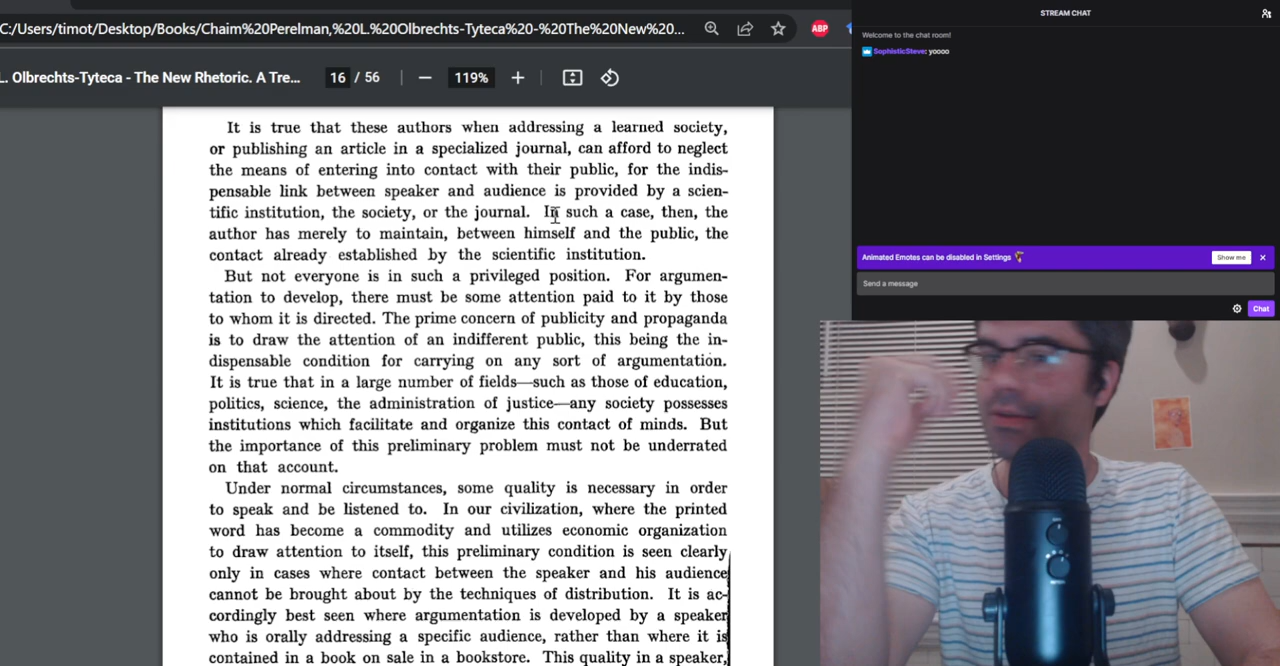 C:/Users/timot/Desktop/Books/Chaim%20Perelman,%20L.%20Olbrechts-Tyteca%20-%20The%20New%20...
ABP
L. Olbrechts-Tyteca - The New Rhetoric. A Tre...
16 / 56
119%
It is true that these authors when addressing a learned society,
or publishing an article in a specialized journal, can afford to neglect
the means of entering into contact with their public, for the indis-
pensable link between speaker and audience is provided by a scien-
tific institution, the society, or the journal. In such a case, then, the
author has merely to maintain, between himself and the public, the
contact already established by the scientific institution.
But not everyone is in such a privileged position. For argumen-
tation to develop, there must be some attention paid to it by those
to whom it is directed. The prime concern of publicity and propaganda
is to draw the attention of an indifferent public, this being the in-
dispensable condition for carrying on any sort of argumentation.
It is true that in a large number of fields—such as those of education,
politics, science, the administration of justice—any society possesses
institutions which facilitate and organize this contact of minds. But
the importance of this preliminary problem must not be underrated
on that account.
Under normal circumstances, some quality is necessary in order
to speak and be listened to. In our civilization, where the printed
word has become a commodity and utilizes economic organization
to draw attention to itself, this preliminary condition is seen clearly
only in cases where contact between the speaker and his audience
cannot be brought about by the techniques of distribution. It is ac-
cordingly best seen where argumentation is developed by a speaker
who is orally addressing a specific audience, rather than where it is
contained in a book on sale in a bookstore. This quality in a speaker,
STREAM CHAT
Welcome to the chat room!
SophisticSteve: yoooo
Animated Emotes can be disabled in Settings
Show me
Send a message
Chat